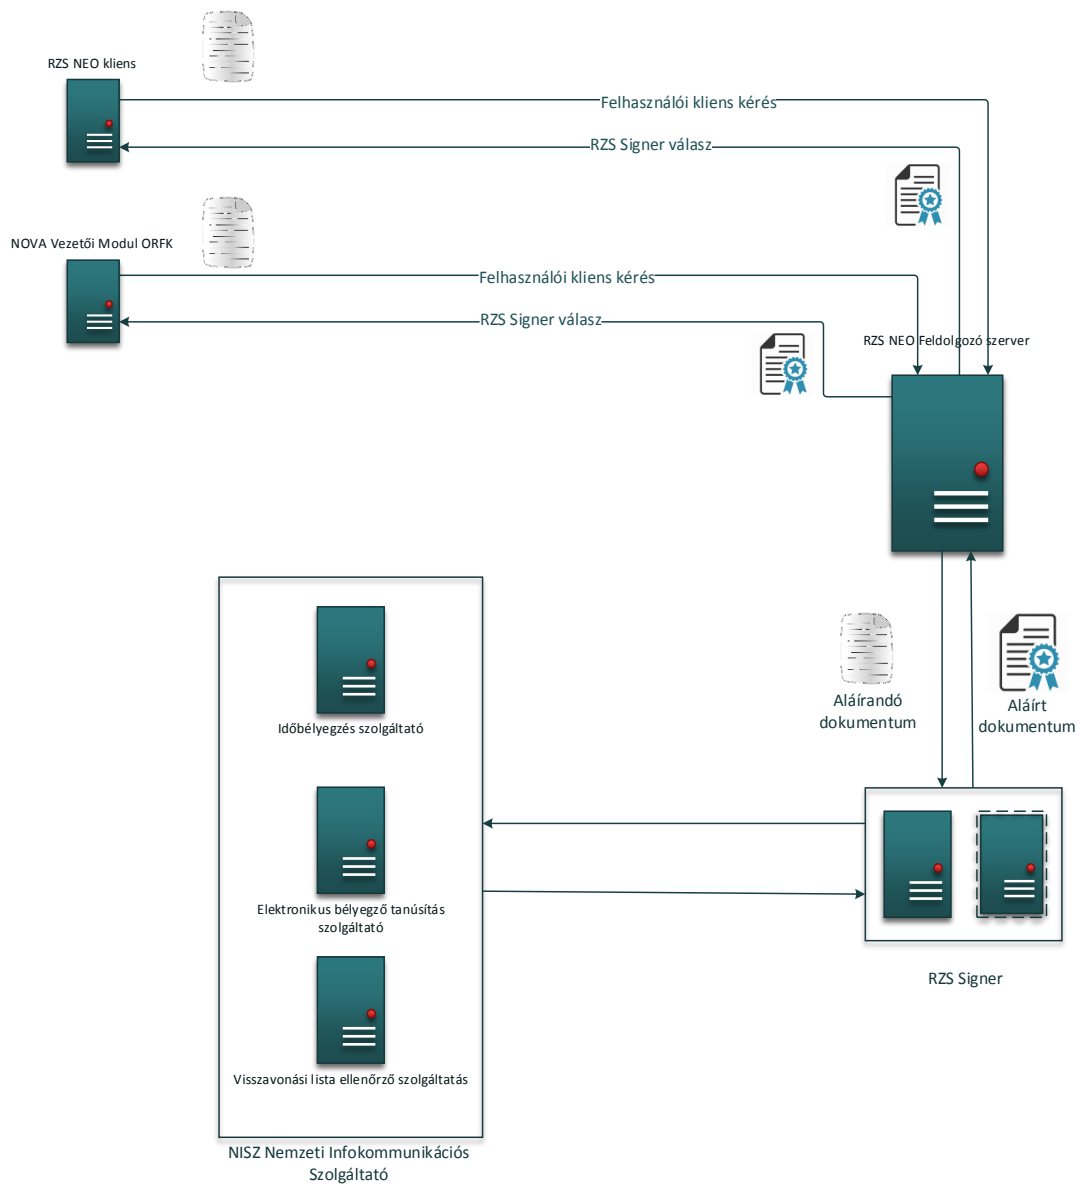 RZS NEO kliens
Felhasználói kliens kérés
RZS Signer válasz
NOVA Vezetői Modul ORFK
Felhasználói kliens kérés
RZS Signer válasz
RZS NEO Feldolgozó szerver
Aláírandó
dokumentum
Aláírt
dokumentum
Időbélyegzés szolgáltató
Elektronikus bélyegző tanúsítás
szolgáltató
RZS Signer
Visszavonási lista ellenőrző szolgáltatás
NISZ Nemzeti Infokommunikációs
Szolgáltató